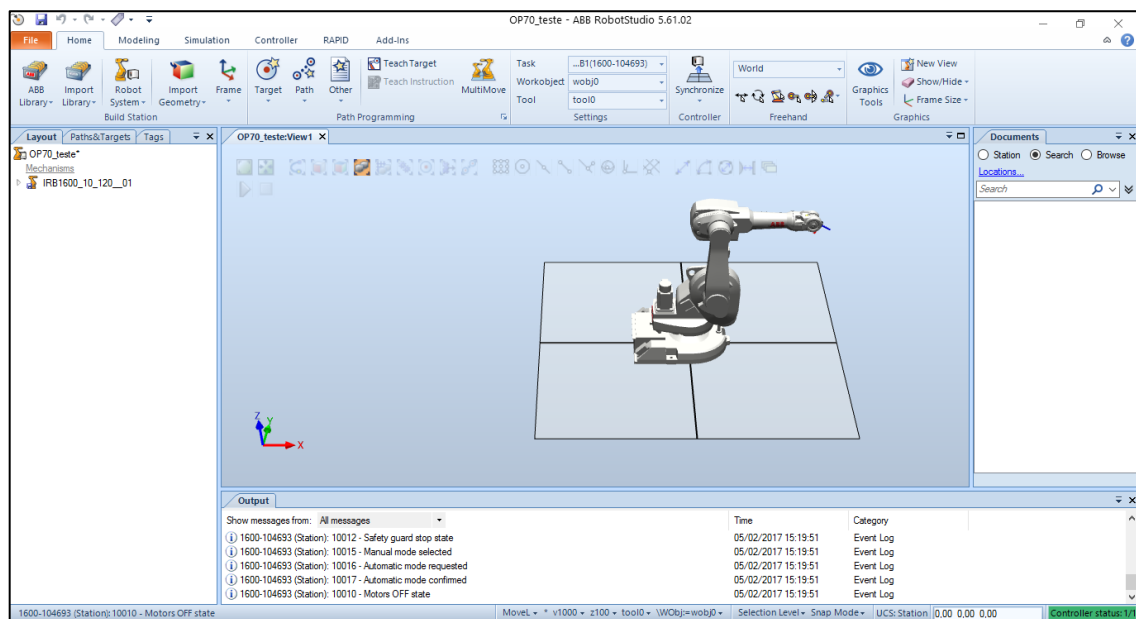 OP70_teste - ABB RobotStudio 5.61.02
File Home Modeling Simulation Controller RAPID Add-Ins
ABB Library
Import Library
Robot System
Import Geometry
Frame
Build Station
Target
Path
Other
Teach Target
Teach Instruction
MultiMove
Path Programming
Task ...B1(1600-104693)
Workobject wobj0
Tool tool0
Settings
Synchronize
Controller
World
Freehand
Graphics Tools
New View
Show/Hide
Frame Size
Graphics
Layout Paths&Targets Tags
OP70_teste*
Mechanisms
IRB1600_10_120__01
OP70_teste:View1 X
ABB
Z Y X
Documents
Station Search Browse
Locations...
Search
Output
Show messages from: All messages Time Category
1600-104693 (Station): 10012 - Safety guard stop state 05/02/2017 15:19:51 Event Log
1600-104693 (Station): 10015 - Manual mode selected 05/02/2017 15:19:51 Event Log
1600-104693 (Station): 10016 - Automatic mode requested 05/02/2017 15:19:51 Event Log
1600-104693 (Station): 10017 - Automatic mode confirmed 05/02/2017 15:19:51 Event Log
1600-104693 (Station): 10010 - Motors OFF state 05/02/2017 15:19:51 Event Log
1600-104693 (Station): 10010 - Motors OFF state MoveL * v1000 z100 tool0 \WObj:=wobj0 Selection Level Snap Mode UCS: Station 0,00 0,00 0,00 Controller status: 1/1